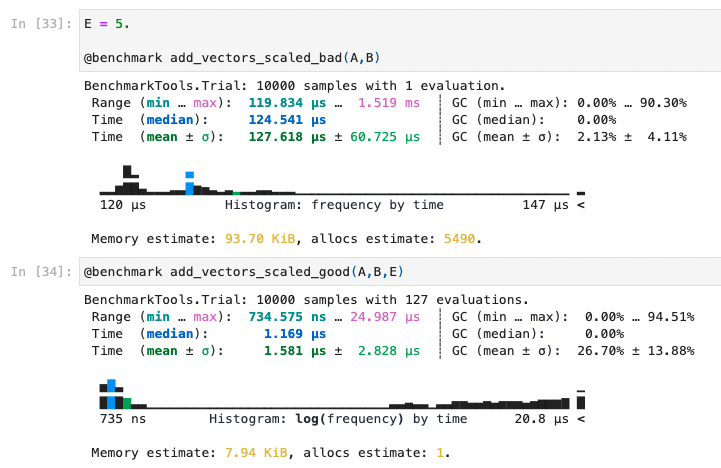 In [33]: E = 5.
@benchmark add_vectors_scaled_bad(A,B)
BenchmarkTools.Trial: 10000 samples with 1 evaluation.
Range (min … max): 119.834 μs … 1.519 ms ┊ GC (min … max): 0.00% … 90.30%
Time (median): 124.541 μs ┊ GC (median): 0.00%
Time (mean ± σ): 127.618 μs ± 60.725 μs ┊ GC (mean ± σ): 2.13% ± 4.11%
120 μs Histogram: frequency by time 147 μs <
Memory estimate: 93.70 KiB, allocs estimate: 5490.
In [34]: @benchmark add_vectors_scaled_good(A,B,E)
BenchmarkTools.Trial: 10000 samples with 127 evaluations.
Range (min … max): 734.575 ns … 24.987 μs ┊ GC (min … max): 0.00% … 94.51%
Time (median): 1.169 μs ┊ GC (median): 0.00%
Time (mean ± σ): 1.581 μs ± 2.828 μs ┊ GC (mean ± σ): 26.70% ± 13.88%
735 ns Histogram: log(frequency) by time 20.8 μs <
Memory estimate: 7.94 KiB, allocs estimate: 1.